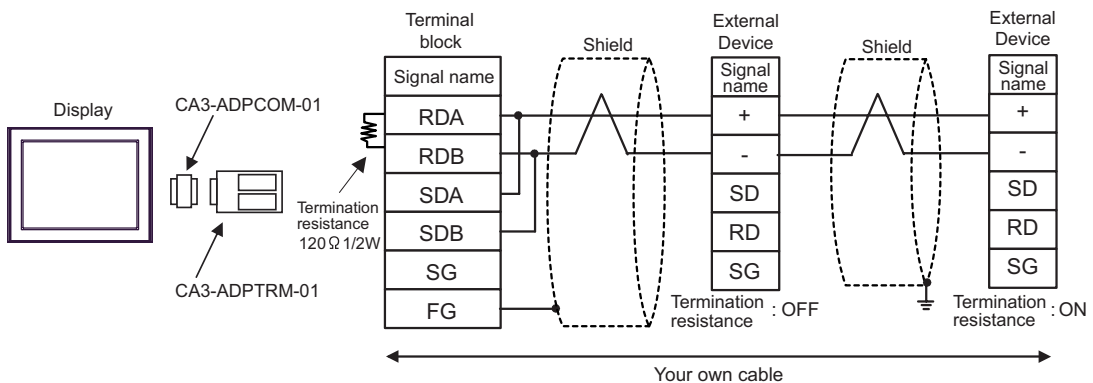 Display
CA3-ADPCOM-01
CA3-ADPTRM-01
Termination
resistance
120 Ω 1/2W
Terminal
block
Signal name
RDA
RDB
SDA
SDB
SG
FG
Shield
External
Device
Signal
name
+
-
SD
RD
SG
Termination
resistance
: OFF
Shield
External
Device
Signal
name
+
-
SD
RD
SG
Termination
resistance
: ON
Your own cable